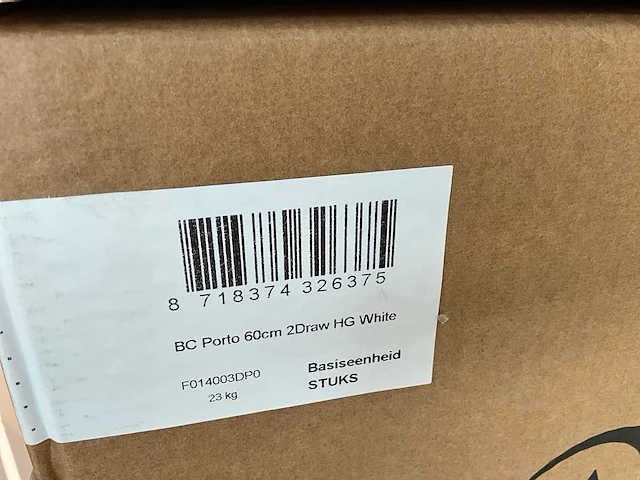 8 718374 326375
BC Porto 60cm 2Draw HG White
F014003DP0
23 kg
Basiseenheid
STUKS